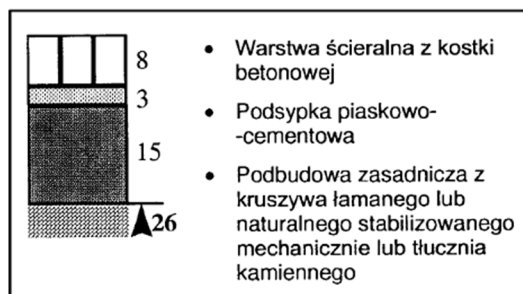 8
3
15
26
• Warstwa ścieralna z kostki
betonowej
• Podsypka piaskowo-
-cementowa
• Podbudowa zasadnicza z
kruszywa łamanego lub
naturalnego stabilizowanego
mechanicznie lub tłucznia
kamiennego